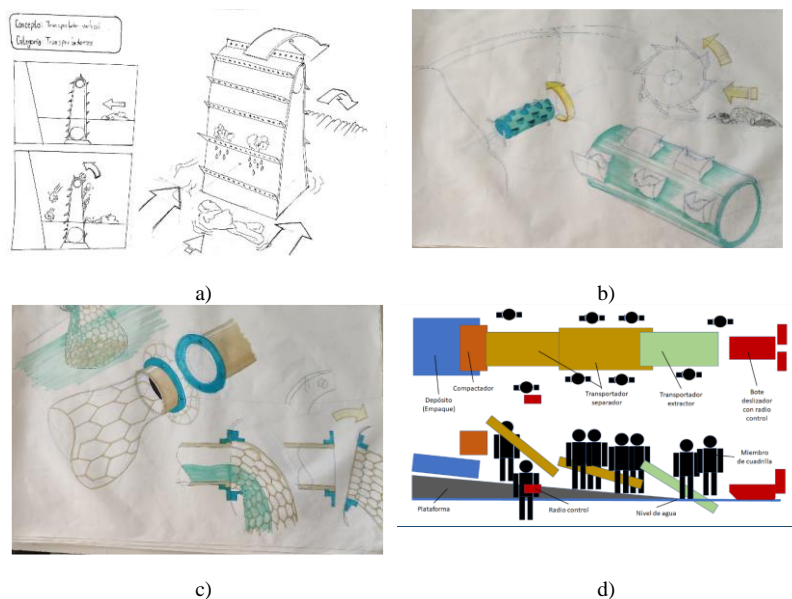 Concepto: Transportador vertical
Categoría: Transportadores
a)
b)
c)
d)
Depósito
(Empaque)
Compactador
Transportador
separador
Transportador
extractor
Bote
deslizador
con radio
control
Miembro
de cuadrilla
Plataforma
Radio control
Nivel de agua